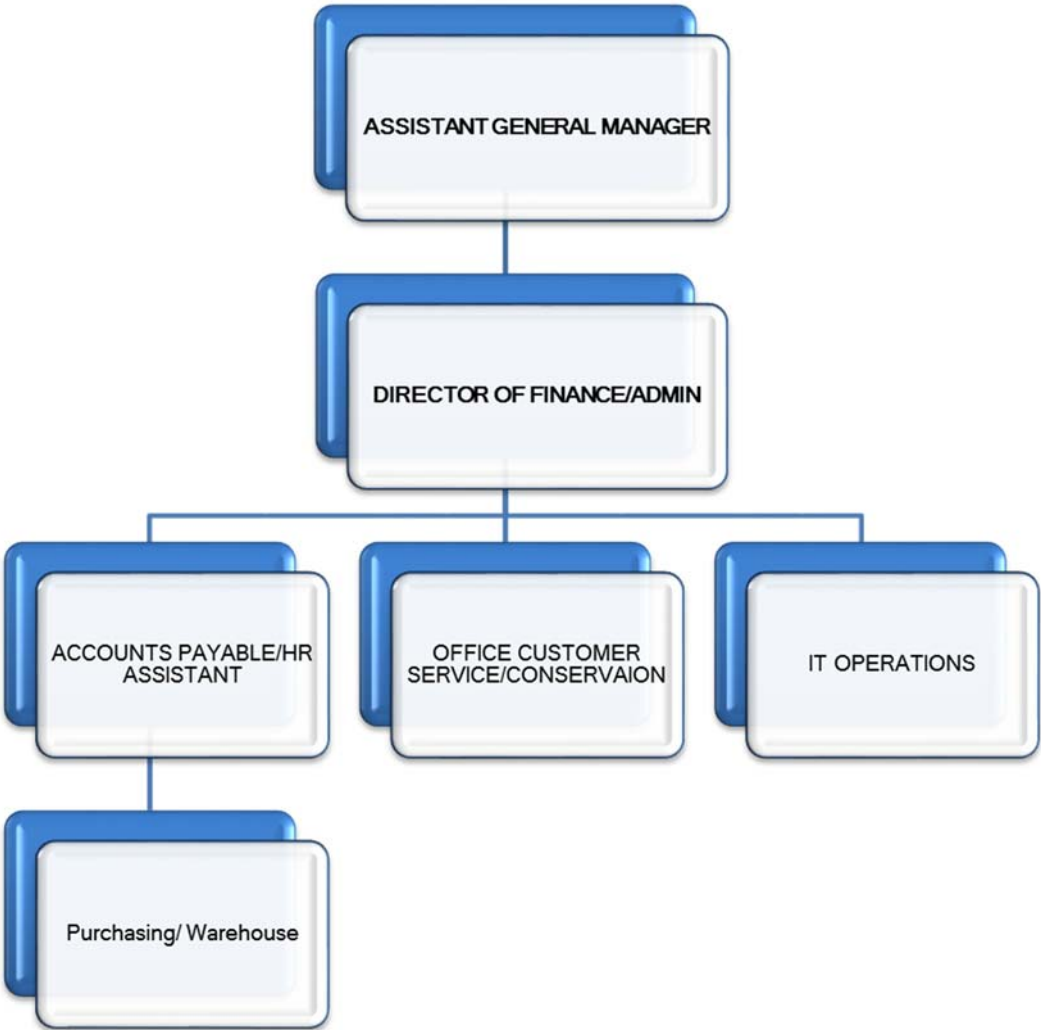 ASSISTANT GENERAL MANAGER
DIRECTOR OF FINANCE/ADMIN
ACCOUNTS PAYABLE/HR
ASSISTANT
OFFICE CUSTOMER
SERVICE/CONSERVAION
IT OPERATIONS
Purchasing/ Warehouse